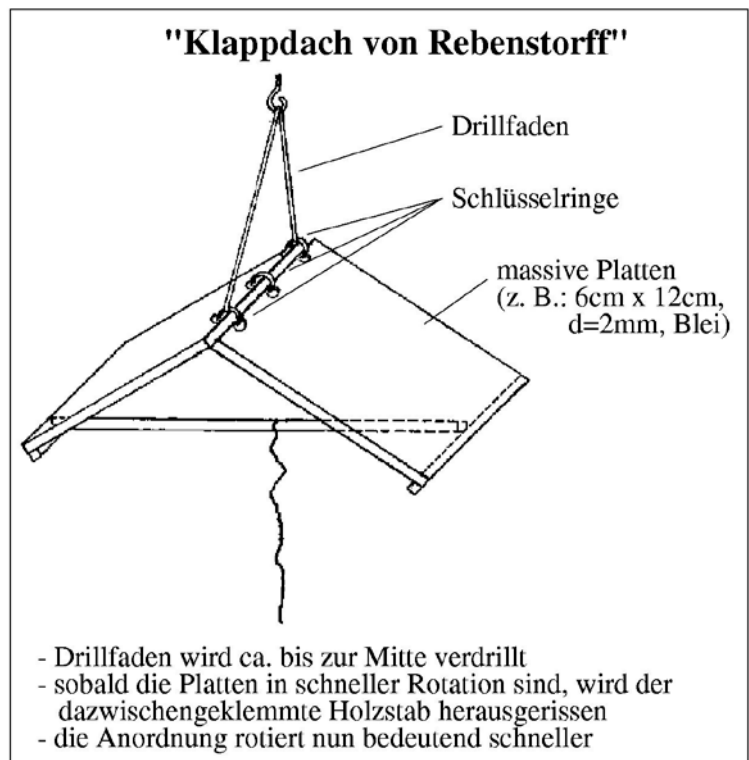 "Klappdach von Rebenstorff"
Drillfaden
Schlüsselringe
massive Platten
(z. B.: 6cm x 12cm,
d=2mm, Blei)
- Drillfaden wird ca. bis zur Mitte verdrillt
- sobald die Platten in schneller Rotation sind, wird der
dazwischengeklemmte Holzstab herausgerissen
- die Anordnung rotiert nun bedeutend schneller